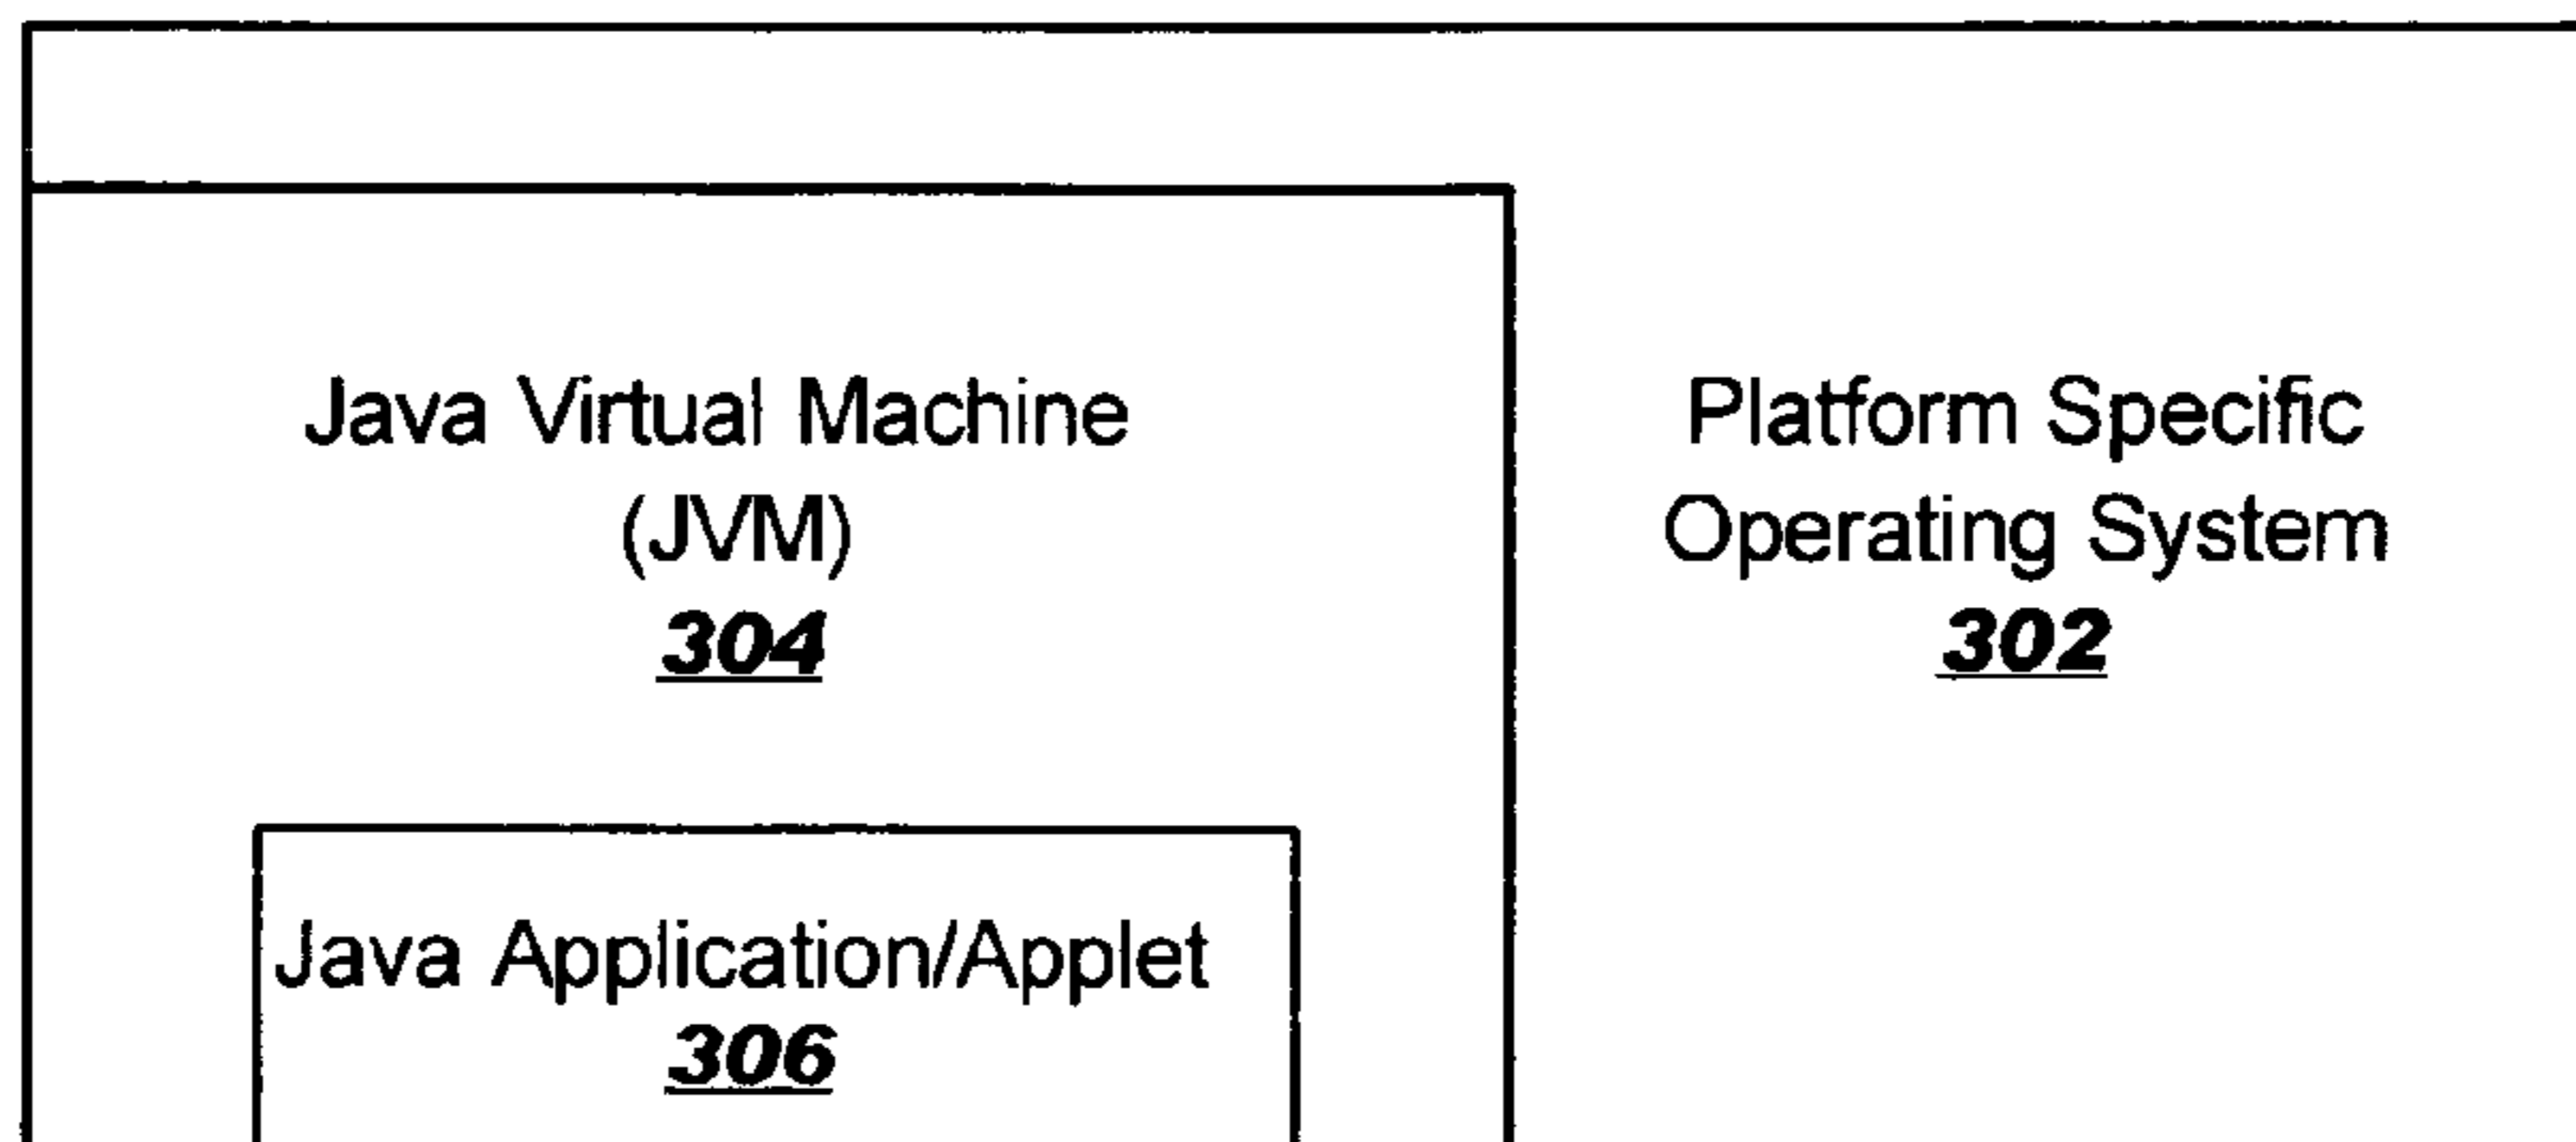 Java Virtual Machine
(JVM)
304
Platform Specific
Operating System
302
Java Application/Applet
306